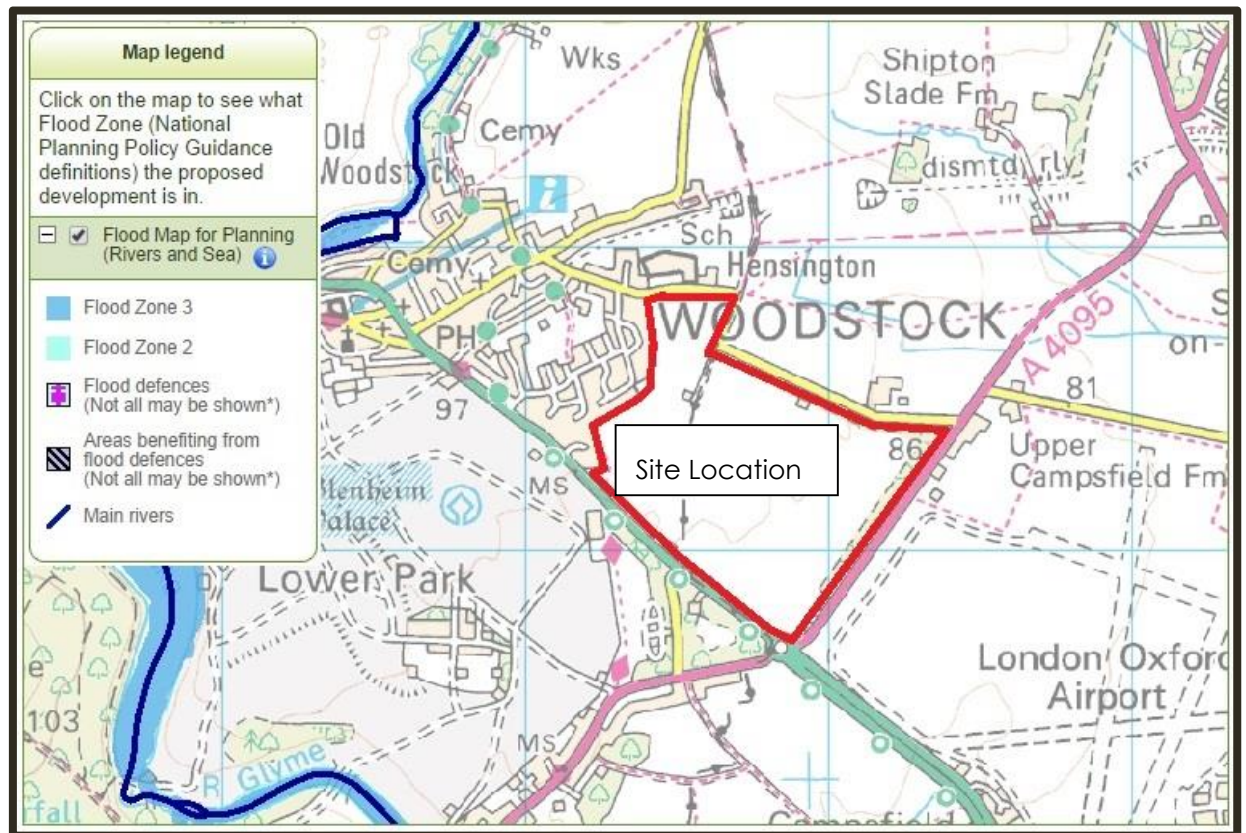 Map legend
Click on the map to see what
Flood Zone (National
Planning Policy Guidance
definitions) the proposed
development is in.
Flood Map for Planning
(Rivers and Sea)
Flood Zone 3
Flood Zone 2
Flood defences
(Not all may be shown*)
Areas benefiting from
flood defences
(Not all may be shown*)
Main rivers
Wks
Shipton
Slade Fm
Old
Woodstock
Cemy
dismtd rly
Sch
Cemy
Hensington
WOODSTOCK
PH
A 4095
on-
97
81
86
Upper
Campsfield Fm
Site Location
MS
Blenheim
Palace
Lower Park
London Oxford
Airport
103
MS
R Glyme
Campsfield